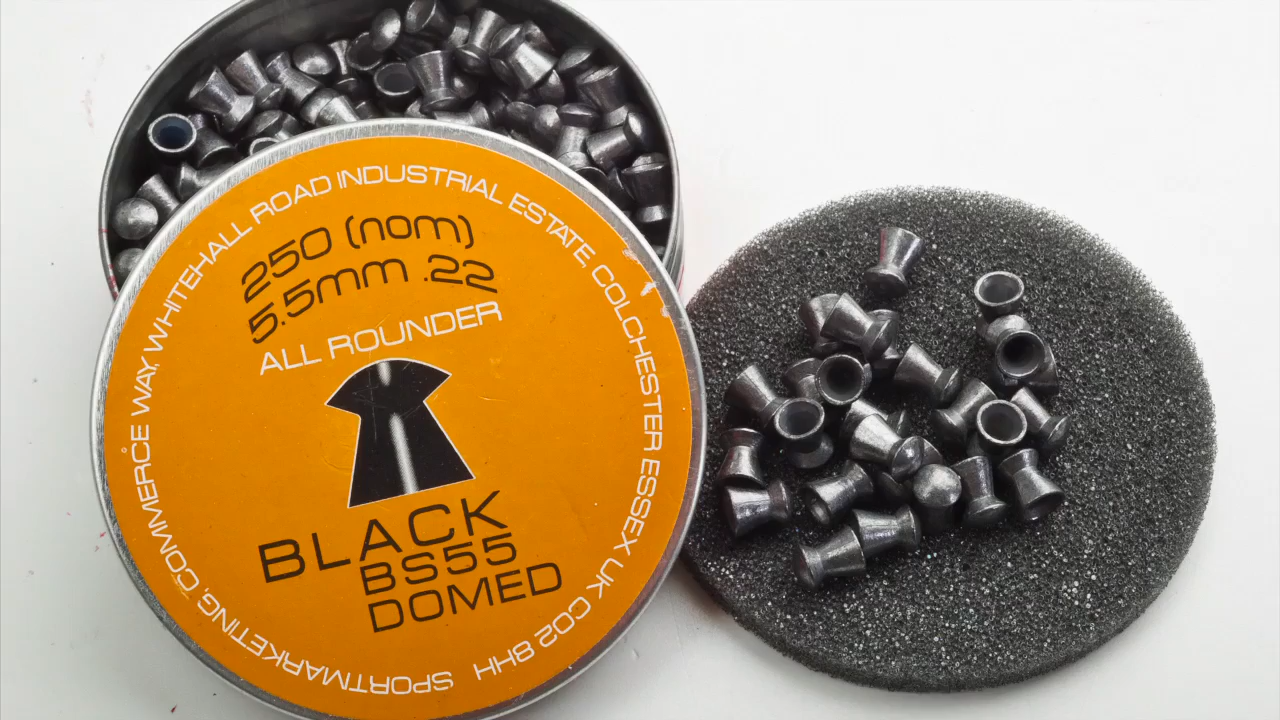 250 (nom)
5.5mm .22
ALL ROUNDER
BLACK
BS55
DOMED
SPORTMARKETING, COMMERCE WAY, WHITEHALL ROAD INDUSTRIAL ESTATE, COLCHESTER ESSEX UK CO2 8HH